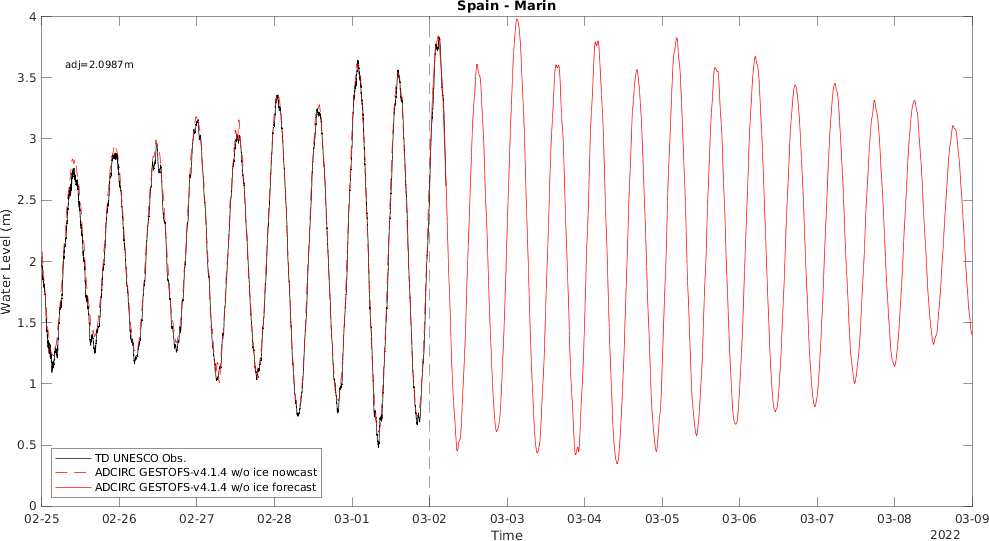 Spain - Marin
adj=2.0987m
Water Level (m)
4
3.5
3
2.5
2
1.5
1
0.5
0
TD UNESCO Obs.
ADCIRC GESTOFS-v4.1.4 w/o ice nowcast
ADCIRC GESTOFS-v4.1.4 w/o ice forecast
02-25 02-26 02-27 02-28 03-01 03-02 03-03 03-04 03-05 03-06 03-07 03-08 03-09
Time
2022